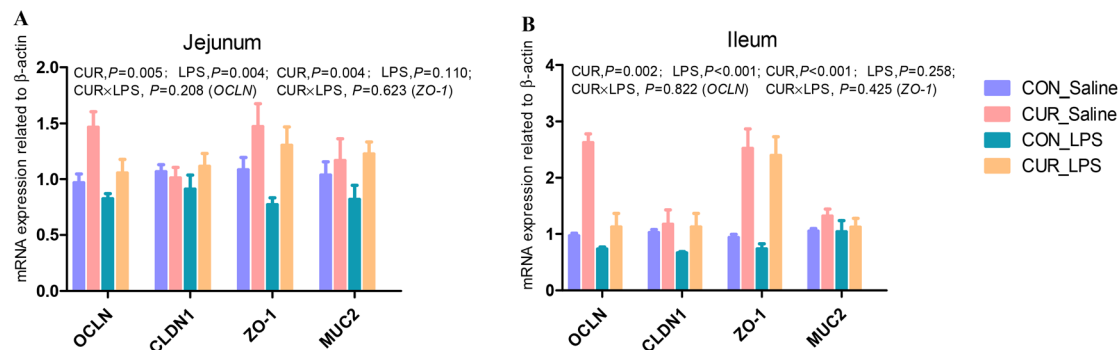 A
Jejunum
CUR,P=0.005; LPS,P=0.004; CUR,P=0.004; LPS,P=0.110;
CUR×LPS, P=0.208 (OCLN) CUR×LPS, P=0.623 (ZO-1)
mRNA expression related to β-actin
2.0
1.5
1.0
0.5
0.0
OCLN
CLDN1
ZO-1
MUC2
B
Ileum
CUR,P=0.002; LPS,P<0.001; CUR,P<0.001; LPS,P=0.258;
CUR×LPS, P=0.822 (OCLN) CUR×LPS, P=0.425 (ZO-1)
mRNA expression related to β-actin
4
3
2
1
0
OCLN
CLDN1
ZO-1
MUC2
CON_Saline
CUR_Saline
CON_LPS
CUR_LPS